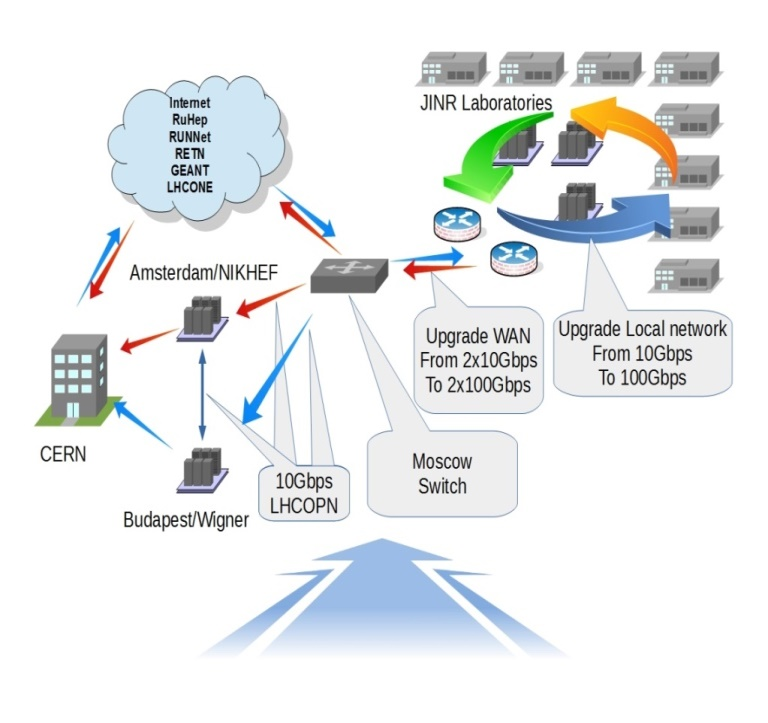 Internet
RuHep
RUNNet
RETN
GEANT
LHCONE
JINR Laboratories
Amsterdam/NIKHEF
Upgrade WAN
From 2x10Gbps
To 2x100Gbps
Upgrade Local network
From 10Gbps
To 100Gbps
CERN
10Gbps
LHCOPN
Moscow
Switch
Budapest/Wigner